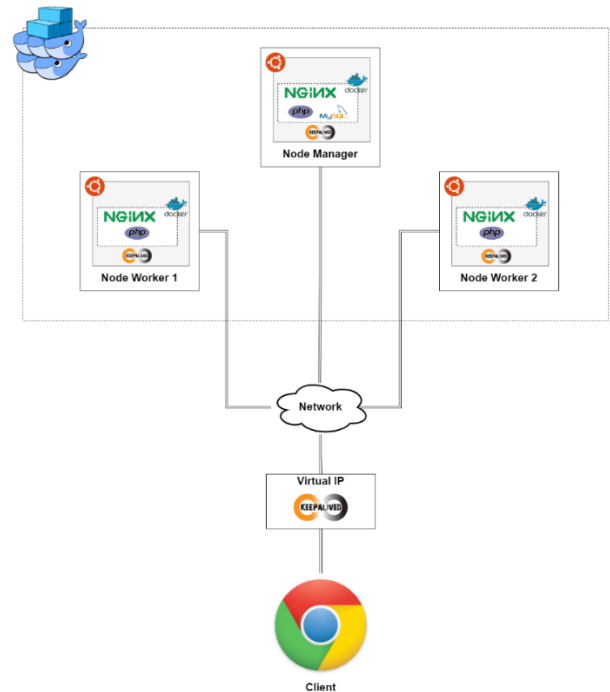 NGINX
docker
php
MySQL
KEEPALIVED
Node Manager
NGINX
docker
php
KEEPALIVED
Node Worker 1
NGINX
docker
php
KEEPALIVED
Node Worker 2
Network
Virtual IP
KEEPALIVED
Client